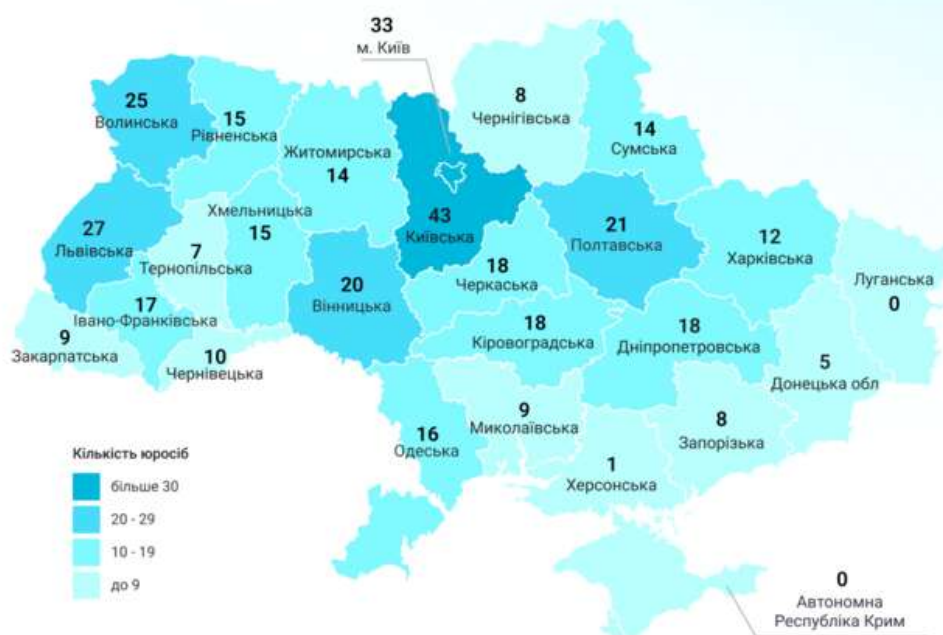 33
м. Київ
8
Чернігівська
25
Волинська
15
Рівненська
Житомирська
14
14
Сумська
43
Київська
27
Львівська
Хмельницька
15
7
Тернопільська
21
Полтавська
12
Харківська
Луганська
0
20
Вінницька
18
Черкаська
17
Івано-Франківська
9
Закарпатська
10
Чернівецька
18
Кіровоградська
18
Дніпропетровська
5
Донецька обл
16
Одеська
9
Миколаївська
8
Запорізька
1
Херсонська
Кількість юросіб
більше 30
20 - 29
10 - 19
до 9
0
Автономна
Республіка Крим